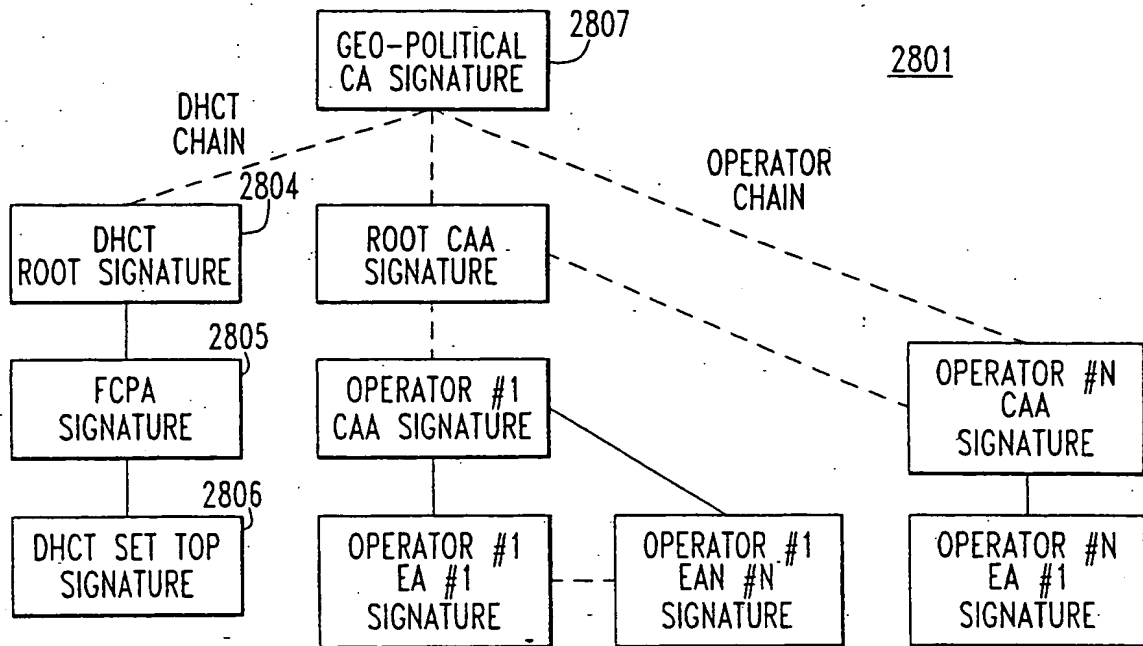 GEO-POLITICAL
CA SIGNATURE
2807
2801
DHCT
CHAIN
OPERATOR
CHAIN
2804
DHCT
ROOT SIGNATURE
ROOT CAA
SIGNATURE
2805
FCPA
SIGNATURE
OPERATOR #1
CAA SIGNATURE
OPERATOR #N
CAA
SIGNATURE
2806
DHCT SET TOP
SIGNATURE
OPERATOR #1
EA #1
SIGNATURE
OPERATOR #1
EAN #N
SIGNATURE
OPERATOR #N
EA #1
SIGNATURE